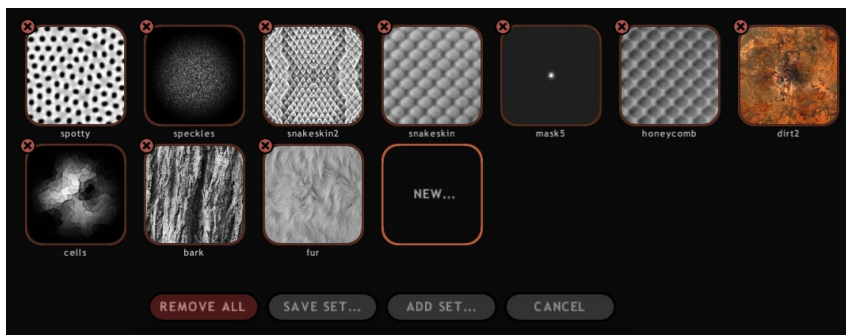 spotty speckles snakeskin2 snakeskin mask5 honeycomb dirt2
NEW...
cells bark fur
REMOVE ALL SAVE SET... ADD SET... CANCEL